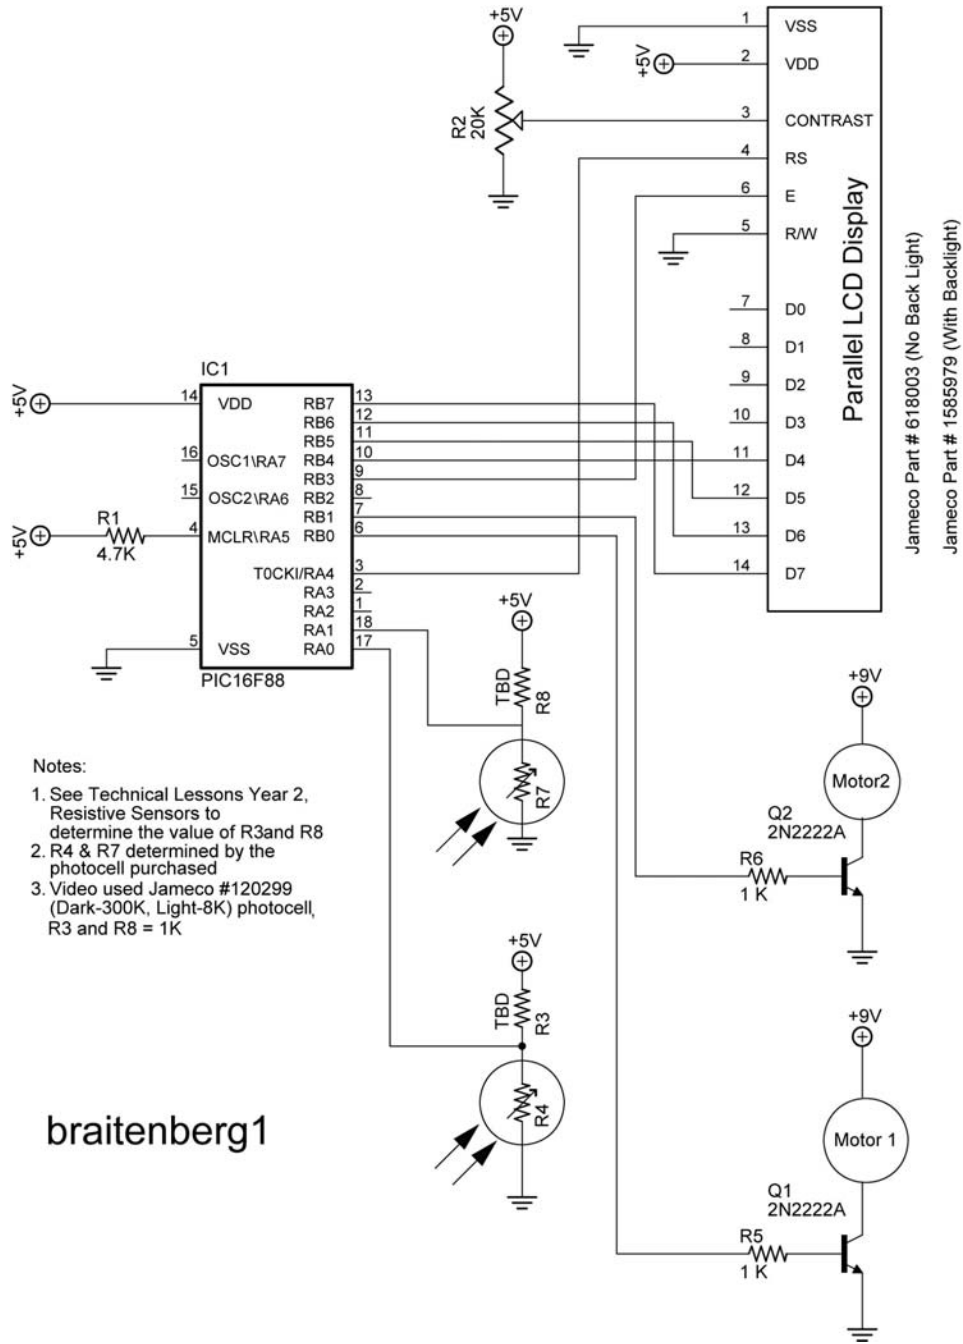 +5V
R2
20K
+5V
1
VSS
2
VDD
3
CONTRAST
4
RS
6
E
5
R/W
7
D0
8
D1
9
D2
10
D3
11
D4
12
D5
13
D6
14
D7
Parallel LCD Display
Jameco Part # 618003 (No Back Light)
Jameco Part # 1585979 (With Backlight)
IC1
+5V
14
VDD
16
OSC1\RA7
15
OSC2\RA6
+5V
R1
4.7K
4
MCLR\RA5
5
VSS
RB7
13
RB6
12
RB5
11
RB4
10
RB3
9
RB2
8
RB1
7
RB0
6
T0CKI/RA4
3
RA3
2
RA2
1
RA1
18
RA0
17
PIC16F88
+5V
TBD
R8
R7
+9V
Motor2
Q2
2N2222A
R6
1 K
Notes:
1. See Technical Lessons Year 2,
Resistive Sensors to
determine the value of R3and R8
2. R4 & R7 determined by the
photocell purchased
3. Video used Jameco #120299
(Dark-300K, Light-8K) photocell,
R3 and R8 = 1K
+5V
TBD
R3
R4
+9V
Motor 1
Q1
2N2222A
R5
1 K
braitenberg1